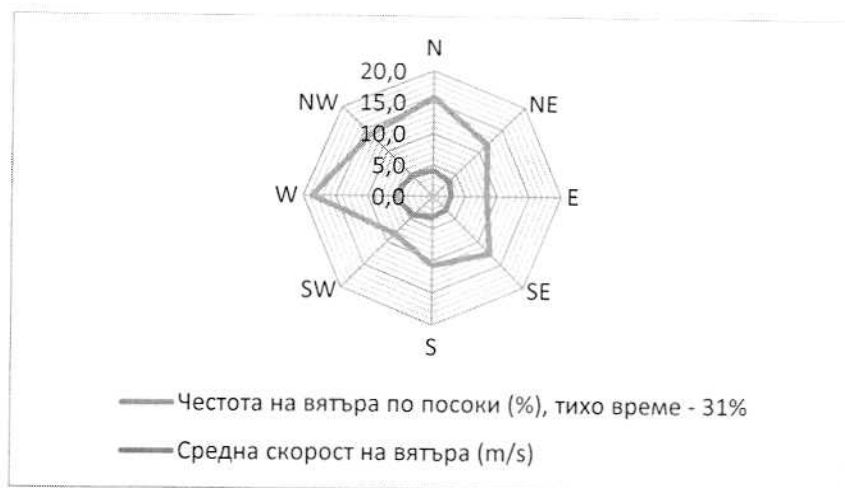 N
20,0
NW
NE
15,0
10,0
5,0
W
0,0
E
SW
SE
S
Честота на вятъра по посоки (%), тихо време - 31%
Средна скорост на вятъра (m/s)